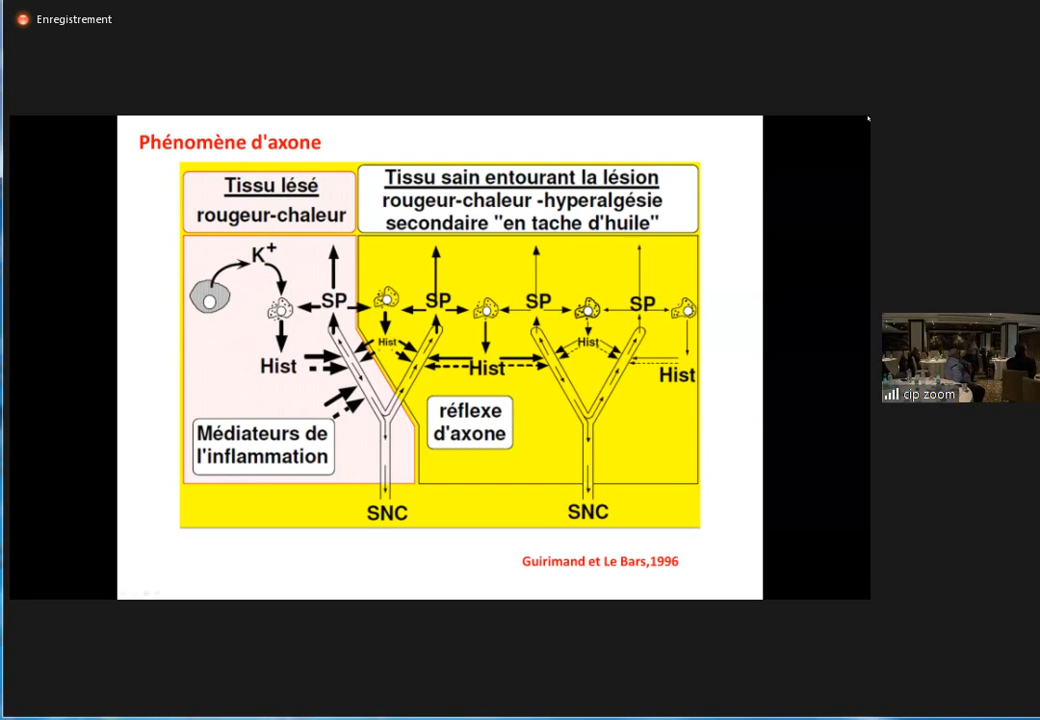 Enregistrement
Phénomène d'axone
Tissu lésé
rougeur-chaleur
Tissu sain entourant la lésion
rougeur-chaleur -hyperalgésie
secondaire "en tache d'huile"
K+
SP
SP
SP
SP
Hist
Hist
Hist
Hist
Hist
Médiateurs de
l'inflammation
réflexe
d'axone
SNC
SNC
Guirimand et Le Bars,1996
cip zoom